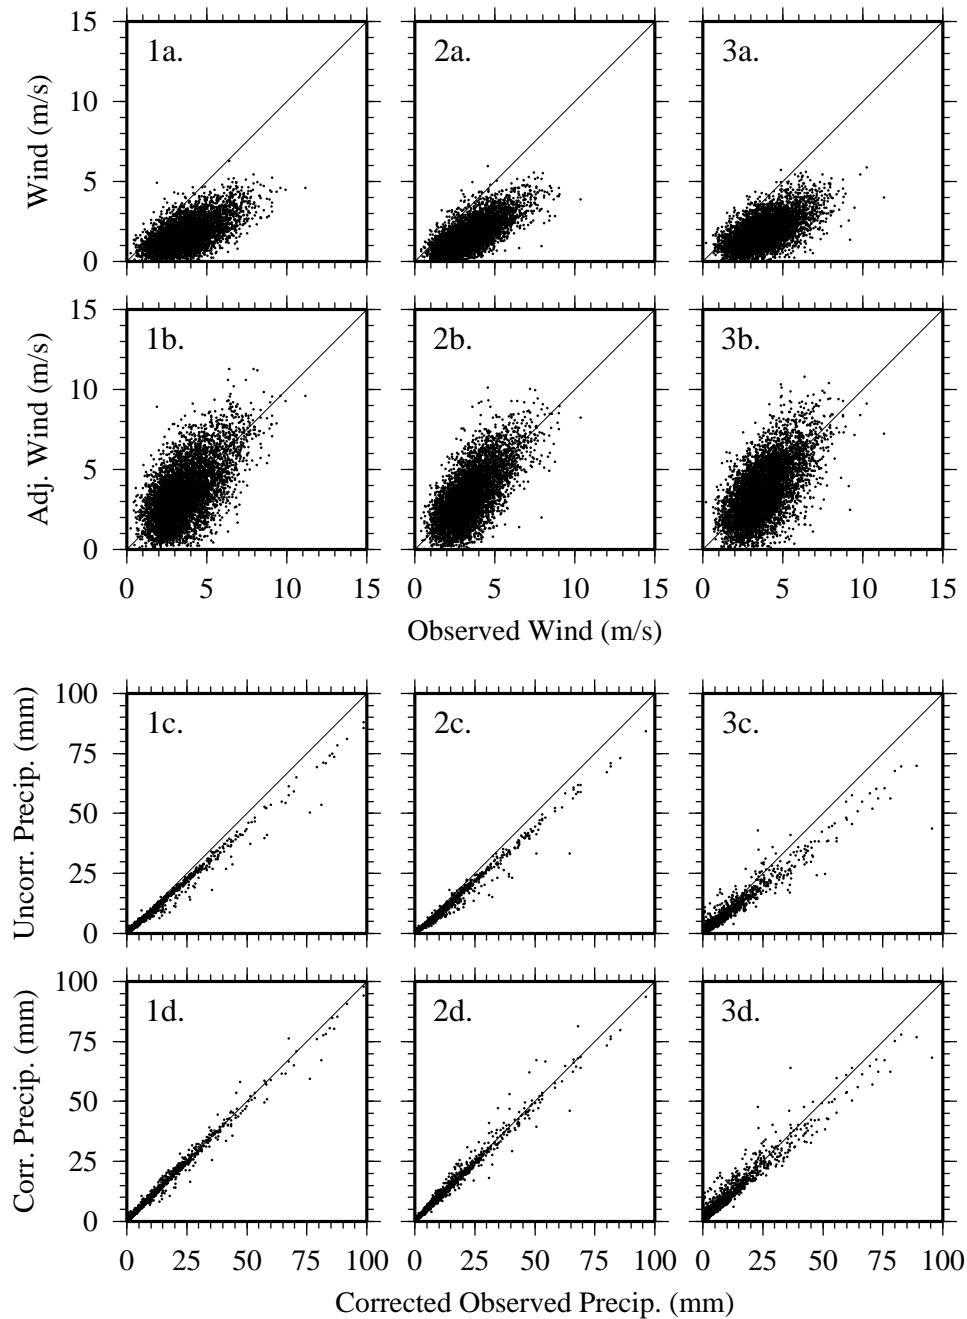 15
10
5
0
Wind (m/s)
1a.
2a.
3a.
15
10
5
0
Adj. Wind (m/s)
1b.
2b.
3b.
0 5 10 15 0 5 10 15 0 5 10 15
Observed Wind (m/s)
100
75
50
25
0
Uncorr. Precip. (mm)
1c.
2c.
3c.
100
75
50
25
0
Corr. Precip. (mm)
1d.
2d.
3d.
0 25 50 75 100 0 25 50 75 100 0 25 50 75 100
Corrected Observed Precip. (mm)